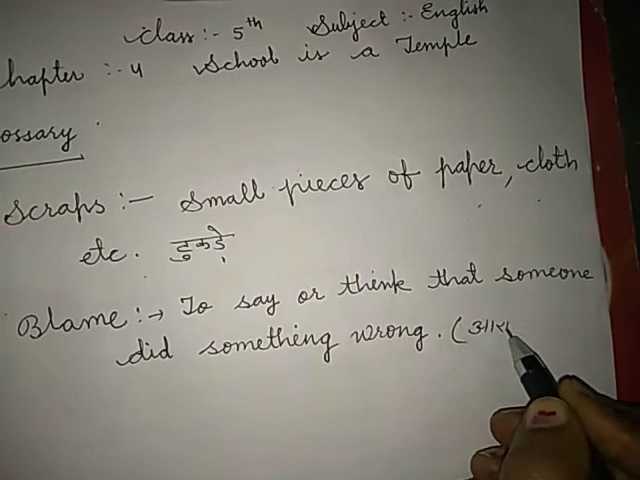 class :- 5th Subject :- English
hapter :- 4 School is a Temple
ossary
Scraps :- Small pieces of paper, cloth
etc. टुकड़े
Blame :→ To say or think that someone
did something wrong. (